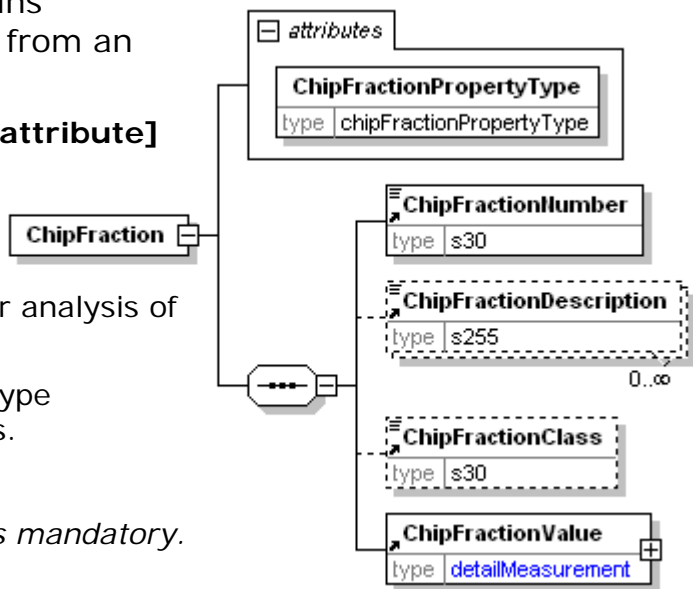 ns
from an
attribute]
r analysis of
ype
s.
s mandatory.
attributes
ChipFractionPropertyType
type chipFractionPropertyType
ChipFraction
ChipFractionNumber
type s30
ChipFractionDescription
type s255
0..∞
ChipFractionClass
type s30
ChipFractionValue
type detailMeasurement